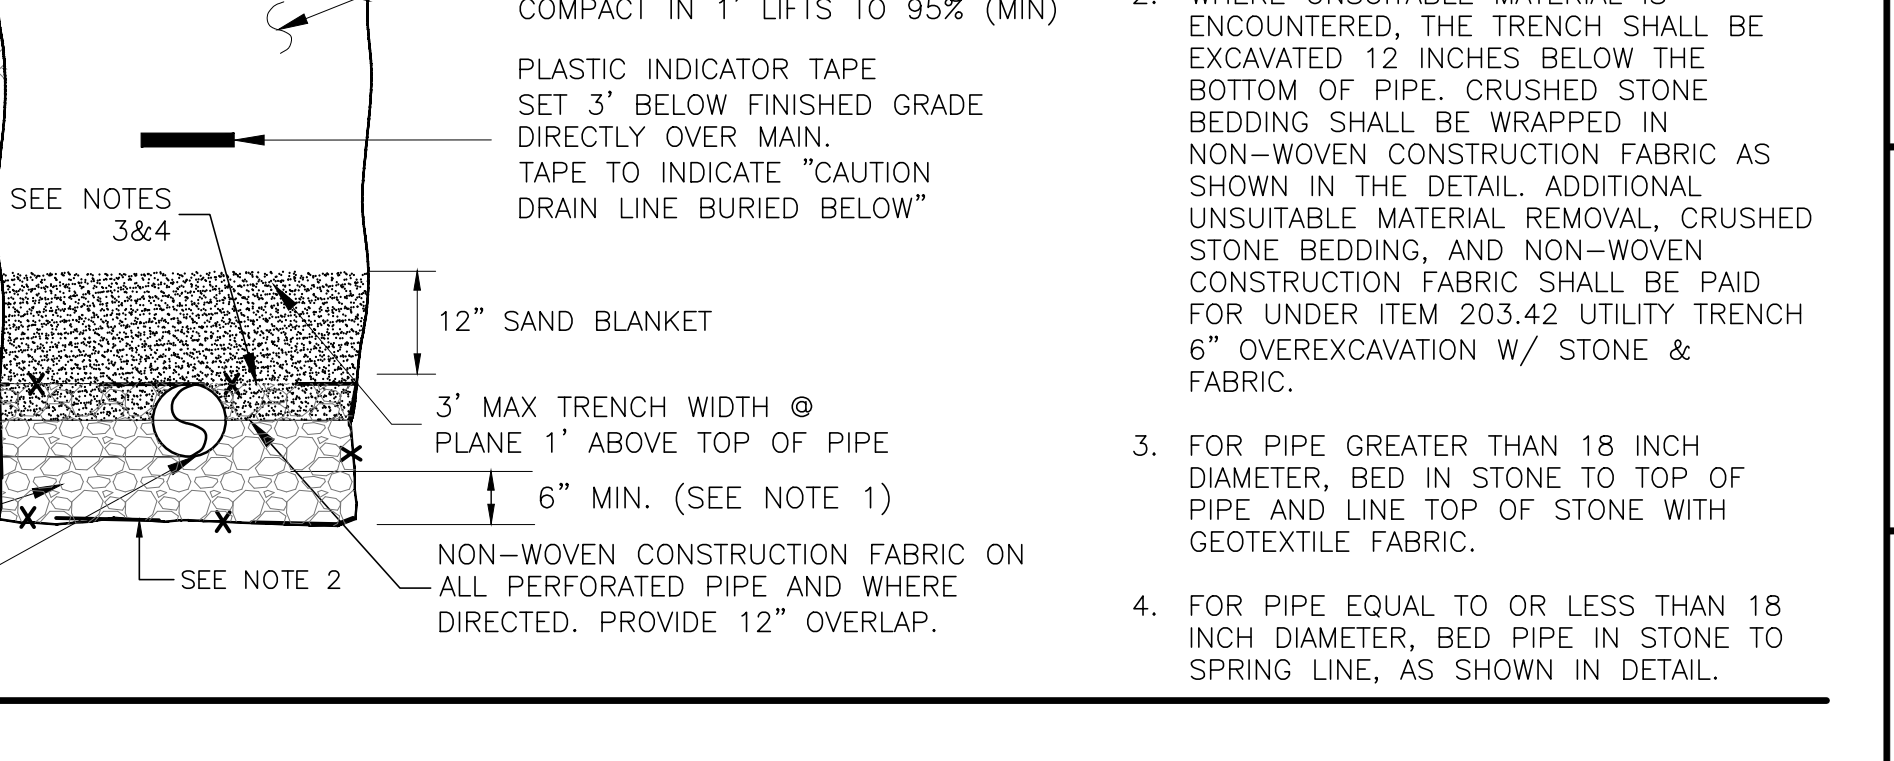 COMPACT IN 1' LIFTS TO 95% (MIN)
PLASTIC INDICATOR TAPE
SET 3' BELOW FINISHED GRADE
DIRECTLY OVER MAIN.
TAPE TO INDICATE "CAUTION
DRAIN LINE BURIED BELOW"
SEE NOTES
3&4
12" SAND BLANKET
3' MAX TRENCH WIDTH @
PLANE 1' ABOVE TOP OF PIPE
6" MIN. (SEE NOTE 1)
NON-WOVEN CONSTRUCTION FABRIC ON
ALL PERFORATED PIPE AND WHERE
DIRECTED. PROVIDE 12" OVERLAP.
SEE NOTE 2
2. WHERE UNSUITABLE MATERIAL IS
ENCOUNTERED, THE TRENCH SHALL BE
EXCAVATED 12 INCHES BELOW THE
BOTTOM OF PIPE. CRUSHED STONE
BEDDING SHALL BE WRAPPED IN
NON-WOVEN CONSTRUCTION FABRIC AS
SHOWN IN THE DETAIL. ADDITIONAL
UNSUITABLE MATERIAL REMOVAL, CRUSHED
STONE BEDDING, AND NON-WOVEN
CONSTRUCTION FABRIC SHALL BE PAID
FOR UNDER ITEM 203.42 UTILITY TRENCH
6" OVEREXCAVATION W/ STONE &
FABRIC.
3. FOR PIPE GREATER THAN 18 INCH
DIAMETER, BED IN STONE TO TOP OF
PIPE AND LINE TOP OF STONE WITH
GEOTEXTILE FABRIC.
4. FOR PIPE EQUAL TO OR LESS THAN 18
INCH DIAMETER, BED PIPE IN STONE TO
SPRING LINE, AS SHOWN IN DETAIL.